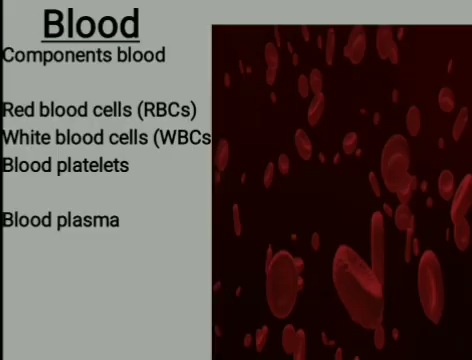 Blood
Components blood
Red blood cells (RBCs)
White blood cells (WBCs
Blood platelets
Blood plasma